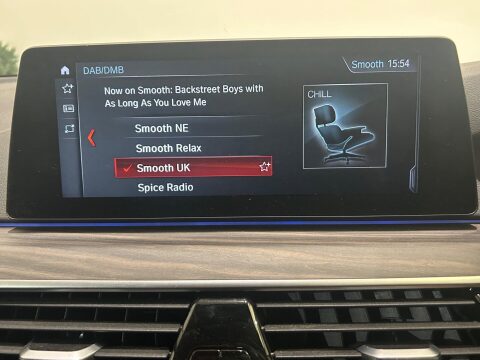 DAB/DMB
Smooth 15:54
Now on Smooth: Backstreet Boys with
As Long As You Love Me
CHILL
Smooth NE
Smooth Relax
Smooth UK
Spice Radio